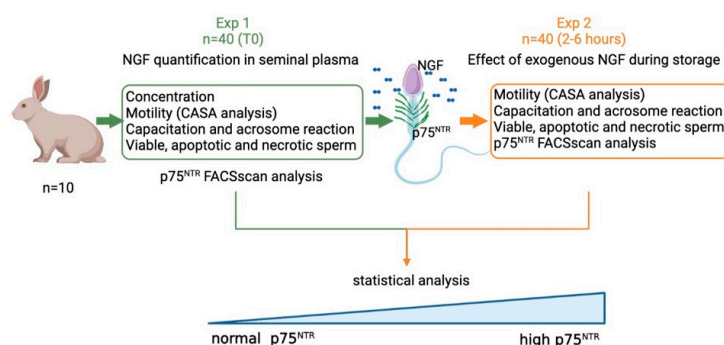 Exp 1
n=40 (T0)
NGF quantification in seminal plasma
Concentration
Motility (CASA analysis)
Capacitation and acrosome reaction
Viable, apoptotic and necrotic sperm
p75NTR FACSscan analysis
n=10
NGF
p75NTR
Exp 2
n=40 (2-6 hours)
Effect of exogenous NGF during storage
Motility (CASA analysis)
Capacitation and acrosome reaction
Viable, apoptotic and necrotic sperm
p75NTR FACSscan analysis
statistical analysis
normal p75NTR
high p75NTR